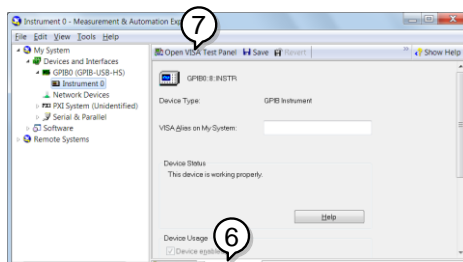 Instrument 0 - Measurement & Automation Exp
File Edit View Tools Help
My System
Devices and Interfaces
GPIB0 (GPIB-USB-HS)
Instrument 0
Network Devices
PXI System (Unidentified)
Serial & Parallel
Software
Remote Systems
7
Open VISA Test Panel Save Revert » Show Help
GPIB0::8::INSTR
Device Type: GPIB Instrument
VISA Alias on My System:
Device Status
This device is working properly.
Help
Device Usage
6
Device enabled